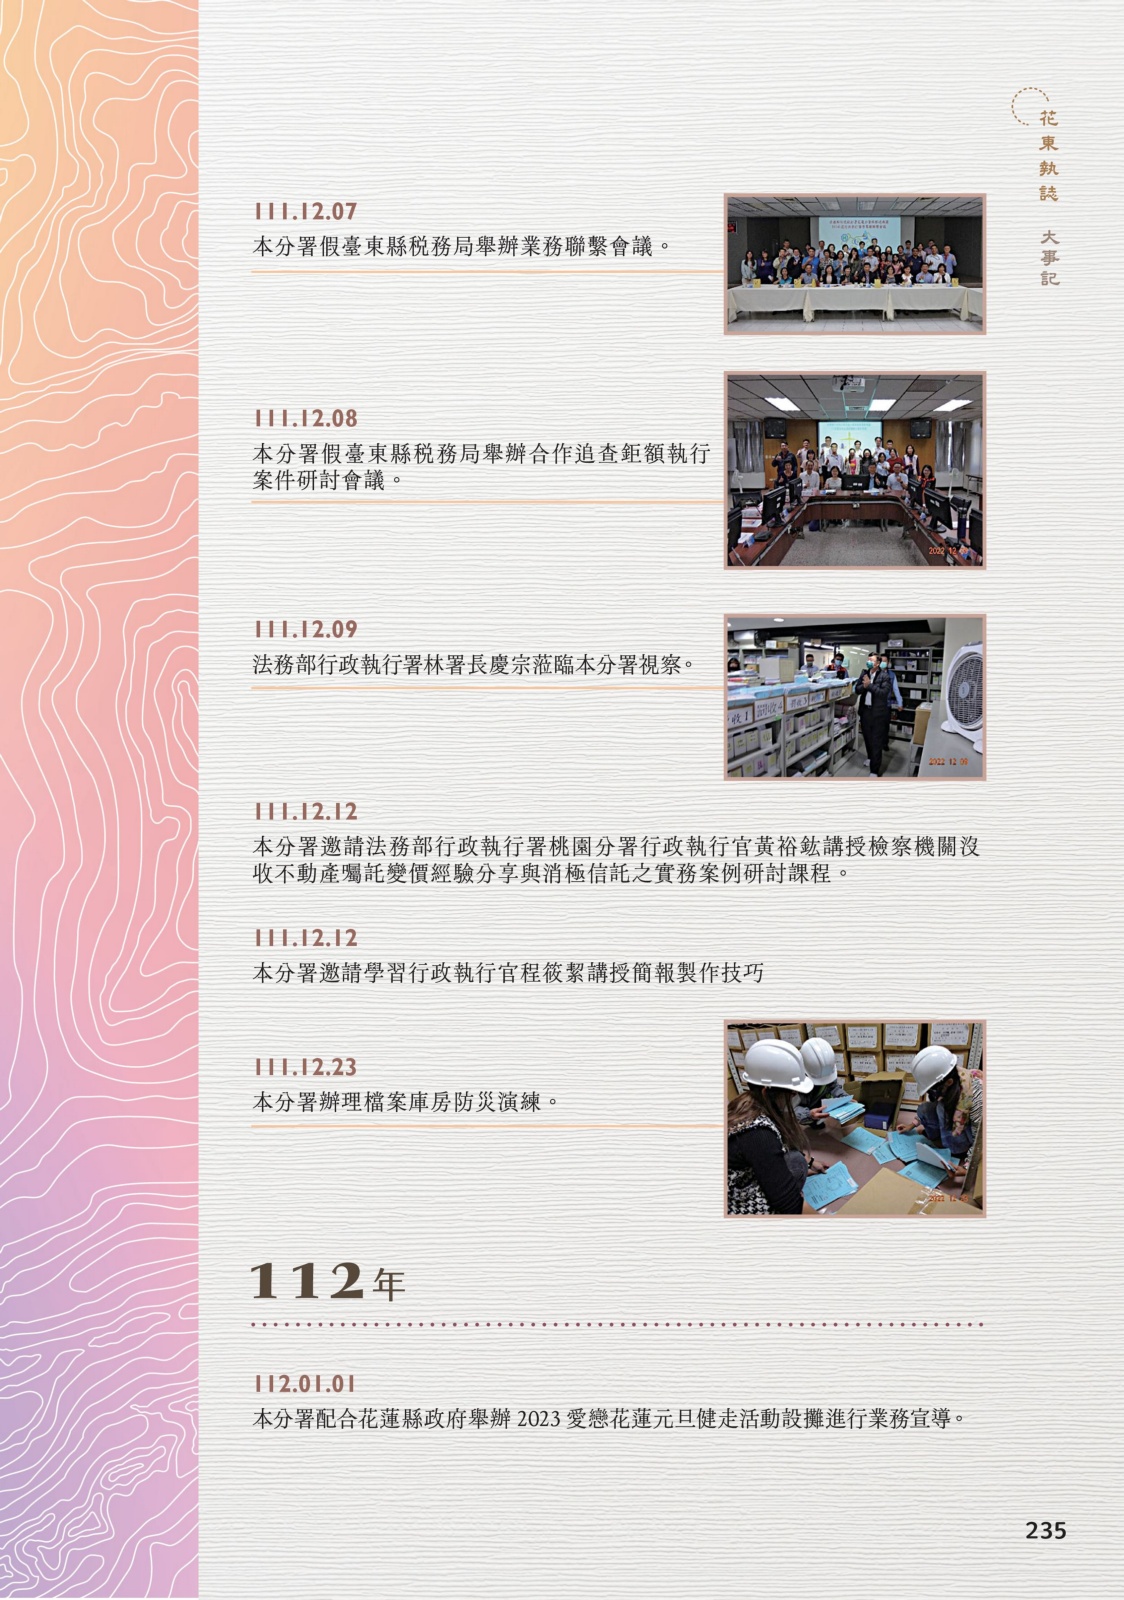 花東執誌 大事記
111.12.07
本分署假臺東縣稅務局舉辦業務聯繫會議。
111.12.08
本分署假臺東縣稅務局舉辦合作追查鉅額執行
案件研討會議。
2022 12
111.12.09
法務部行政執行署林署長慶宗蒞臨本分署視察。
2022 12 08
111.12.12
本分署邀請法務部行政執行署桃園分署行政執行官黃裕鈜講授檢察機關沒
收不動產囑託變價經驗分享與消極信託之實務案例研討課程。
111.12.12
本分署邀請學習行政執行官程筱絜講授簡報製作技巧
111.12.23
本分署辦理檔案庫房防災演練。
112年
112.01.01
本分署配合花蓮縣政府舉辦 2023 愛戀花蓮元旦健走活動設攤進行業務宣導。
235